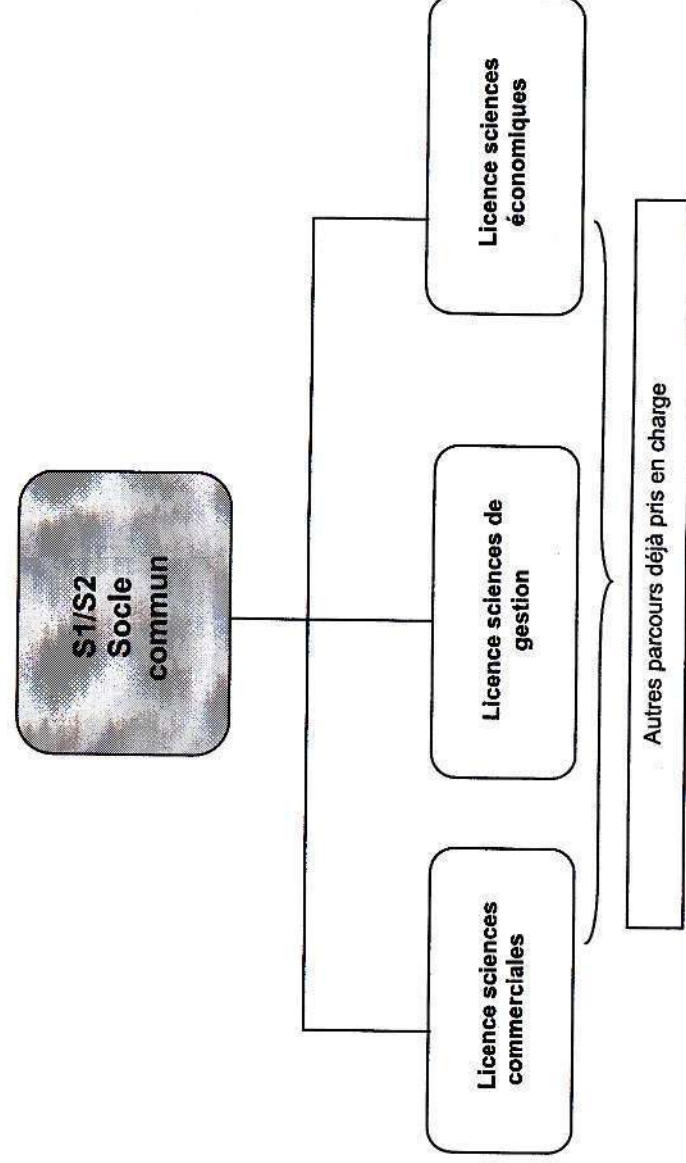 S1/S2
Socle
commun
Licence sciences
commerciales
Licence sciences de
gestion
Licence sciences
économiques
Autres parcours déjà pris en charge